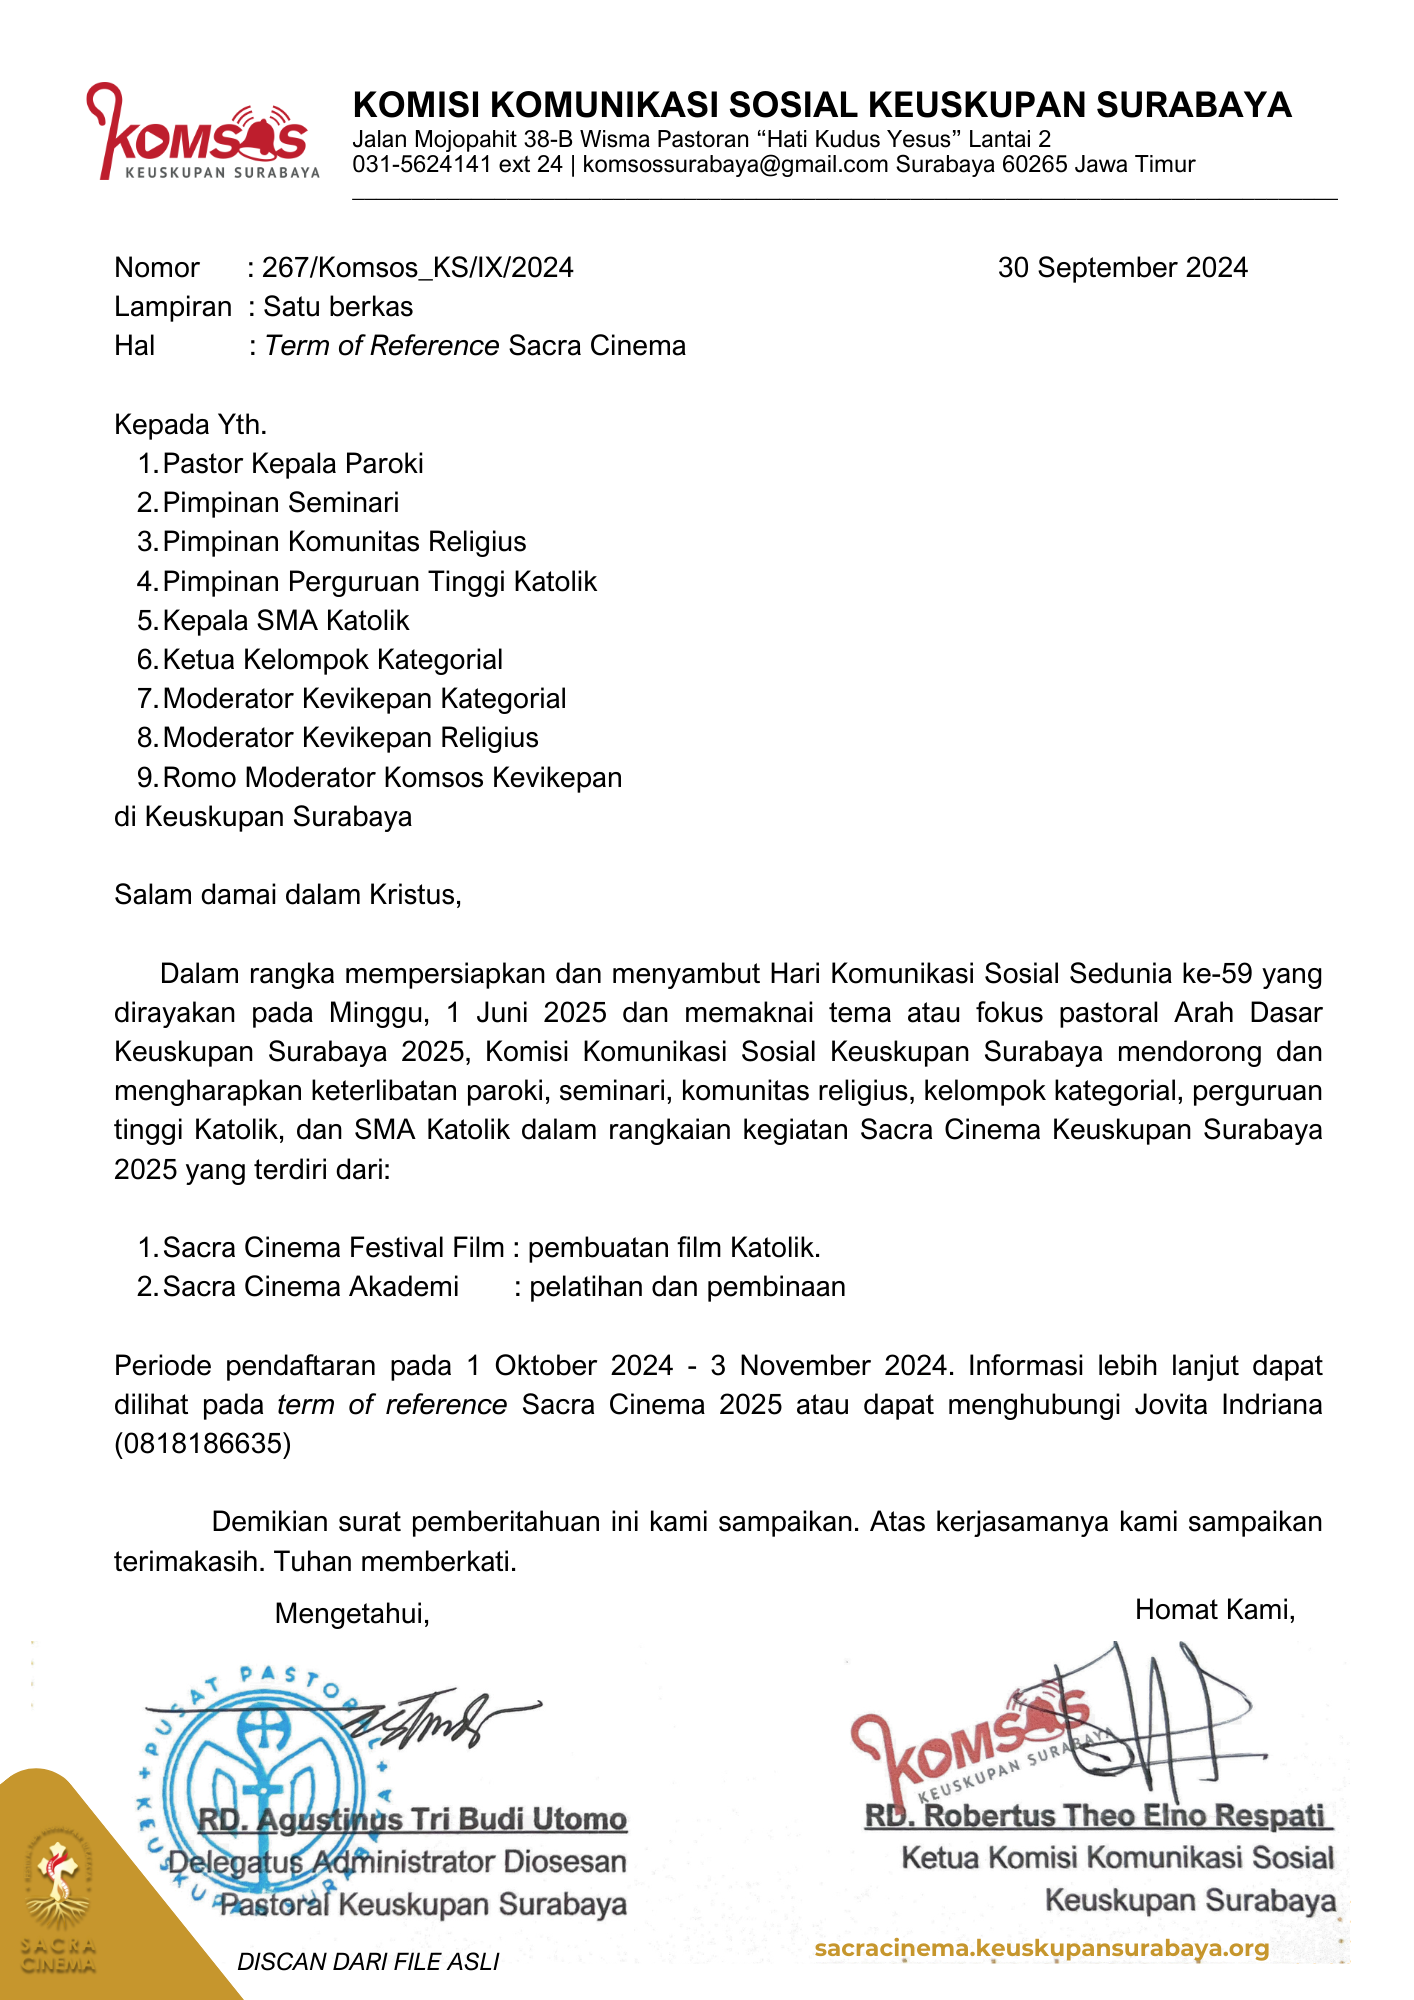 KOMSOS
KEUSKUPAN SURABAYA
KOMISI KOMUNIKASI SOSIAL KEUSKUPAN SURABAYA
Jalan Mojopahit 38-B Wisma Pastoran “Hati Kudus Yesus” Lantai 2
031-5624141 ext 24 | komsossurabaya@gmail.com Surabaya 60265 Jawa Timur
Nomor : 267/Komsos_KS/IX/2024 30 September 2024
Lampiran : Satu berkas
Hal : Term of Reference Sacra Cinema
Kepada Yth.
1. Pastor Kepala Paroki
2. Pimpinan Seminari
3. Pimpinan Komunitas Religius
4. Pimpinan Perguruan Tinggi Katolik
5. Kepala SMA Katolik
6. Ketua Kelompok Kategorial
7. Moderator Kevikepan Kategorial
8. Moderator Kevikepan Religius
9. Romo Moderator Komsos Kevikepan
di Keuskupan Surabaya
Salam damai dalam Kristus,
Dalam rangka mempersiapkan dan menyambut Hari Komunikasi Sosial Sedunia ke-59 yang
dirayakan pada Minggu, 1 Juni 2025 dan memaknai tema atau fokus pastoral Arah Dasar
Keuskupan Surabaya 2025, Komisi Komunikasi Sosial Keuskupan Surabaya mendorong dan
mengharapkan keterlibatan paroki, seminari, komunitas religius, kelompok kategorial, perguruan
tinggi Katolik, dan SMA Katolik dalam rangkaian kegiatan Sacra Cinema Keuskupan Surabaya
2025 yang terdiri dari:
1. Sacra Cinema Festival Film : pembuatan film Katolik.
2. Sacra Cinema Akademi : pelatihan dan pembinaan
Periode pendaftaran pada 1 Oktober 2024 - 3 November 2024. Informasi lebih lanjut dapat
dilihat pada term of reference Sacra Cinema 2025 atau dapat menghubungi Jovita Indriana
(0818186635)
Demikian surat pemberitahuan ini kami sampaikan. Atas kerjasamanya kami sampaikan
terimakasih. Tuhan memberkati.
Mengetahui,
Homat Kami,
PUSAT PASTORAL
KEUSKUPAN SURABAYA
KOMSOS
KEUSKUPAN SURABAYA
RD. Agustinus Tri Budi Utomo
Delegatus Administrator Diosesan
Pastoral Keuskupan Surabaya
RD. Robertus Theo Elno Respati
Ketua Komisi Komunikasi Sosial
Keuskupan Surabaya
SACRA
CINEMA
DISCAN DARI FILE ASLI
sacracinema.keuskupansurabaya.org